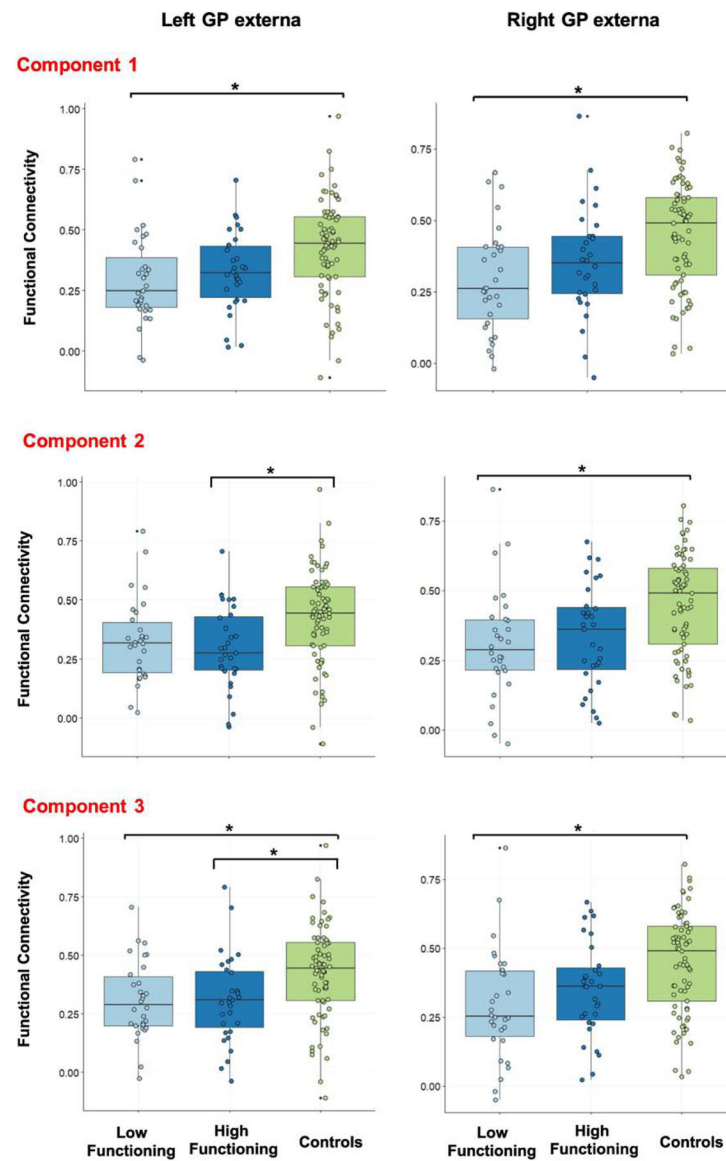 Left GP externa
Right GP externa
Component 1
*
*
Functional Connectivity
1.00
0.75
0.50
0.25
0.00
0.75
0.50
0.25
0.00
Component 2
*
*
Functional Connectivity
1.00
0.75
0.50
0.25
0.00
0.75
0.50
0.25
0.00
Component 3
*
*
*
Functional Connectivity
1.00
0.75
0.50
0.25
0.00
0.75
0.50
0.25
0.00
Low
Functioning
High
Functioning
Controls
Low
Functioning
High
Functioning
Controls